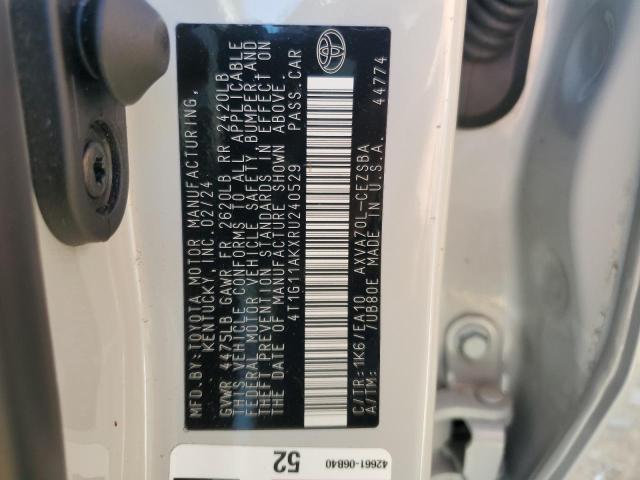 MFD.BY: TOYOTA MOTOR MANUFACTURING,
KENTUCKY, INC. 02/24
GVWR 4475LB GAWR FR 2620LB RR 2420LB
THIS VEHICLE CONFORMS TO ALL APPLICABLE
FEDERAL MOTOR VEHICLE SAFETY, BUMPER, AND
THEFT PREVENTION STANDARDS IN EFFECT ON
THE DATE OF MANUFACTURE SHOWN ABOVE.
4T1G11AKXRU240529 PASS.CAR
C/TR:1K6/EA10 AXVA70L-CEZSBA
A/TM: /UB80E MADE IN U.S.A. 44774
52
42661-06B40